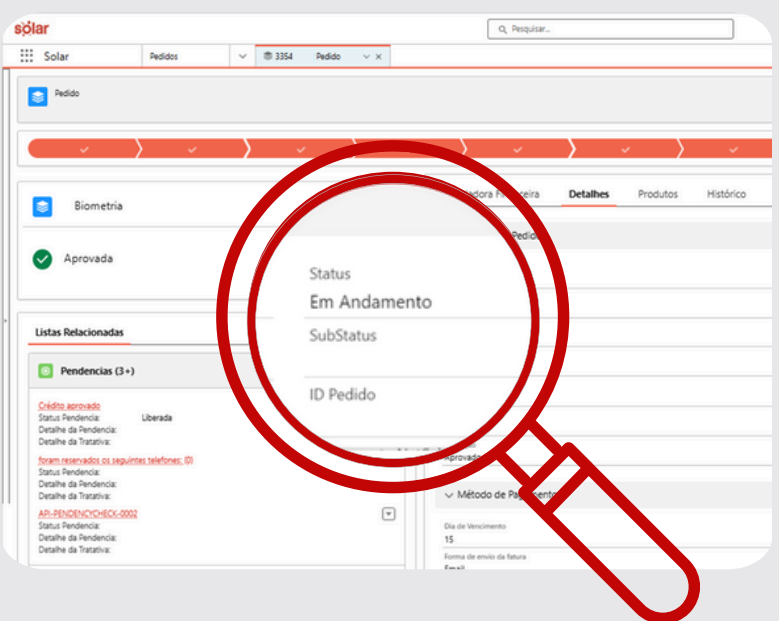 solar
Pesquisar...
Solar
Pedidos
3354 Pedido
Pedido
Biometria
Aprovada
Detalhes Produtos Histórico
Status
Em Andamento
SubStatus
ID Pedido
Listas Relacionadas
Pendencias (3+)
Crédito aprovado
Status Pendencia: Liberada
Detalhe da Pendencia:
Detalhe da Tratativa:
foram reservados os seguintes telefones: (0)
Status Pendencia:
Detalhe da Pendencia:
Detalhe da Tratativa:
API-PENDENCYCHECK-0002
Status Pendencia:
Detalhe da Pendencia:
Detalhe da Tratativa:
Aprovado
Método de Pagamento
Dia de Vencimento
15
Forma de envio da fatura
Email